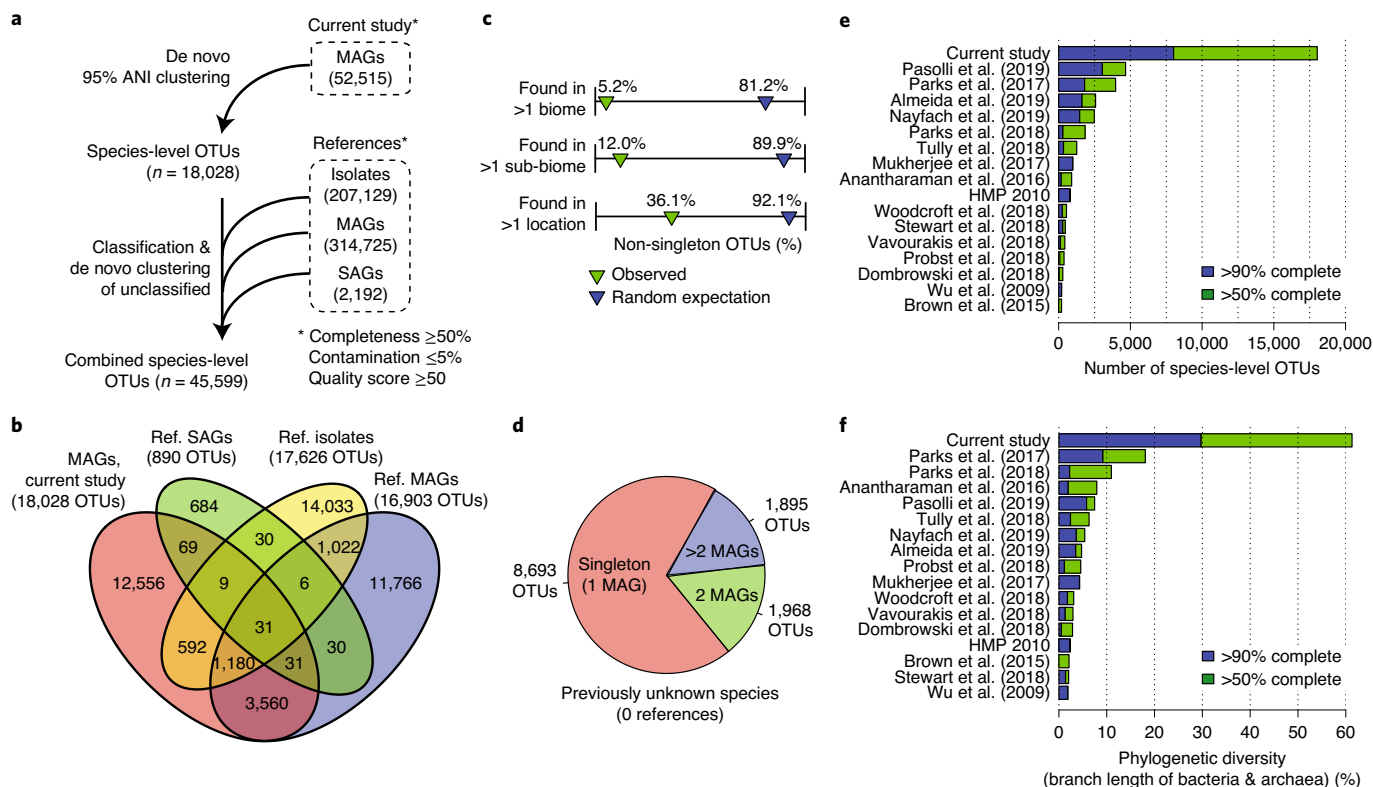 a
Current study*
MAGs
(52,515)
De novo
95% ANI clustering
Species-level OTUs
(n = 18,028)
References*
Isolates
(207,129)
MAGs
(314,725)
SAGs
(2,192)
Classification &
de novo clustering
of unclassified
Combined species-level
OTUs (n = 45,599)
* Completeness ≥50%
Contamination ≤5%
Quality score ≥50
b
MAGs,
current study
(18,028 OTUs)
Ref. SAGs
(890 OTUs)
Ref. isolates
(17,626 OTUs)
Ref. MAGs
(16,903 OTUs)
684
14,033
69
30
1,022
12,556
9
6
11,766
31
592
30
1,180
31
3,560
c
Found in
>1 biome
5.2%
81.2%
Found in
>1 sub-biome
12.0%
89.9%
Found in
>1 location
36.1%
92.1%
Non-singleton OTUs (%)
Observed
Random expectation
d
8,693
OTUs
Singleton
(1 MAG)
>2 MAGs
1,895
OTUs
2 MAGs
1,968
OTUs
Previously unknown species
(0 references)
e
Current study
Pasolli et al. (2019)
Parks et al. (2017)
Almeida et al. (2019)
Nayfach et al. (2019)
Parks et al. (2018)
Tully et al. (2018)
Mukherjee et al. (2017)
Anantharaman et al. (2016)
HMP 2010
Woodcroft et al. (2018)
Stewart et al. (2018)
Vavourakis et al. (2018)
Probst et al. (2018)
Dombrowski et al. (2018)
Wu et al. (2009)
Brown et al. (2015)
>90% complete
>50% complete
0 5,000 10,000 15,000 20,000
Number of species-level OTUs
f
Current study
Parks et al. (2017)
Parks et al. (2018)
Anantharaman et al. (2016)
Pasolli et al. (2019)
Tully et al. (2018)
Nayfach et al. (2019)
Almeida et al. (2019)
Probst et al. (2018)
Mukherjee et al. (2017)
Woodcroft et al. (2018)
Vavourakis et al. (2018)
Dombrowski et al. (2018)
HMP 2010
Brown et al. (2015)
Stewart et al. (2018)
Wu et al. (2009)
>90% complete
>50% complete
0 10 20 30 40 50 60
Phylogenetic diversity
(branch length of bacteria & archaea) (%)